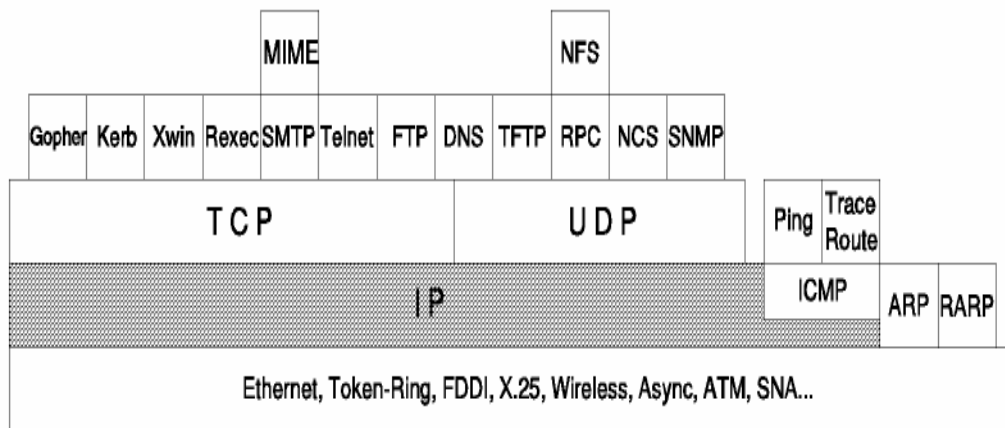 MIME NFS
Gopher Kerb Xwin Rexec SMTP Telnet FTP DNS TFTP RPC NCS SNMP
TCP UDP Ping Trace
Route
IP ICMP ARP RARP
Ethernet, Token-Ring, FDDI, X.25, Wireless, Async, ATM, SNA...